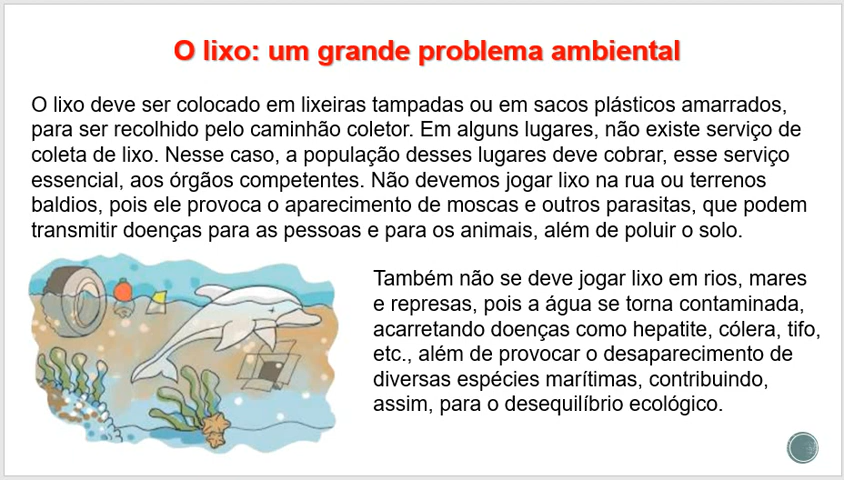 O lixo: um grande problema ambiental
O lixo deve ser colocado em lixeiras tampadas ou em sacos plásticos amarrados,
para ser recolhido pelo caminhão coletor. Em alguns lugares, não existe serviço de
coleta de lixo. Nesse caso, a população desses lugares deve cobrar, esse serviço
essencial, aos órgãos competentes. Não devemos jogar lixo na rua ou terrenos
baldios, pois ele provoca o aparecimento de moscas e outros parasitas, que podem
transmitir doenças para as pessoas e para os animais, além de poluir o solo.
Também não se deve jogar lixo em rios, mares
e represas, pois a água se torna contaminada,
acarretando doenças como hepatite, cólera, tifo,
etc., além de provocar o desaparecimento de
diversas espécies marítimas, contribuindo,
assim, para o desequilíbrio ecológico.